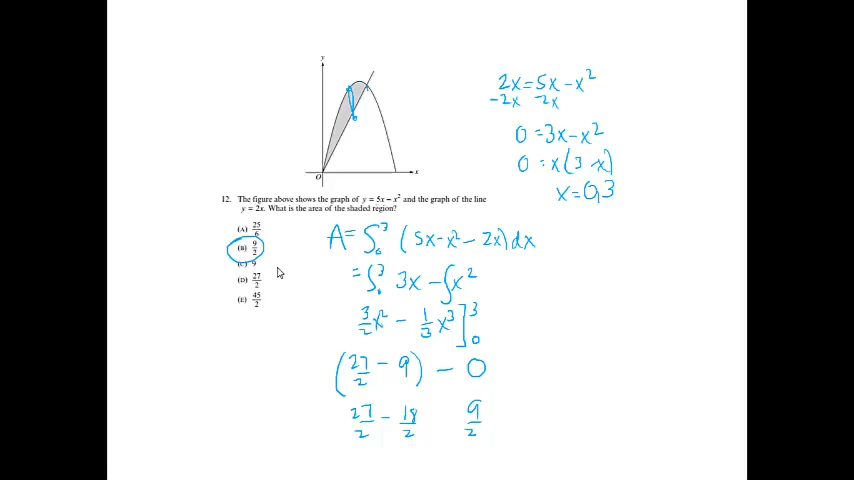 y
x
O
2x = 5x - x²
-2x -2x
0 = 3x - x²
0 = x(3 - x)
x = 0,3
12. The figure above shows the graph of y = 5x - x² and the graph of the line
y = 2x. What is the area of the shaded region?
(A) 25/6
(B) 9/2
(C) 9
(D) 27/2
(E) 45/2
A = ∫₀³ (5x - x² - 2x) dx
= ∫₀³ 3x - ∫x²
3/2 x² - 1/3 x³ ]₀³
(27/2 - 9) - 0
27/2 - 18/2 9/2